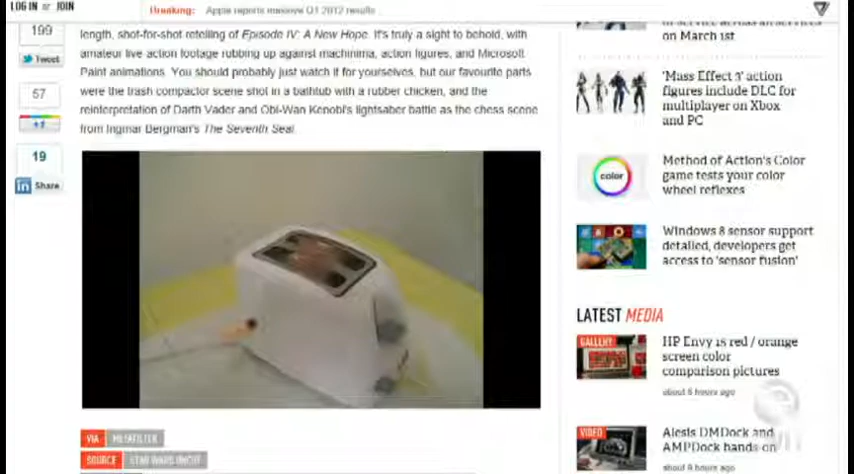 LOG IN or JOIN
Breaking: Apple reports massive Q1 2012 results
199
Tweet
57
+1
19
in Share
length, shot-for-shot retelling of Episode IV: A New Hope. It's truly a sight to behold, with
amateur live action footage rubbing up against machinima, action figures, and Microsoft
Paint animations. You should probably just watch it for yourselves, but our favourite parts
were the trash compactor scene shot in a bathtub with a rubber chicken, and the
reinterpretation of Darth Vader and Obi-Wan Kenobi's lightsaber battle as the chess scene
from Ingmar Bergman's The Seventh Seal.
VIA METAFILTER
SOURCE STAR WARS UNCUT
on March 1st
'Mass Effect 3' action
figures include DLC for
multiplayer on Xbox
and PC
color
Method of Action's Color
game tests your color
wheel reflexes
Windows 8 sensor support
detailed, developers get
access to 'sensor fusion'
LATEST MEDIA
GALLERY
HP Envy is red / orange
screen color
comparison pictures
about 6 hours ago
VIDEO
Alesis DMDock and
AMPDock hands-on
about 9 hours ago